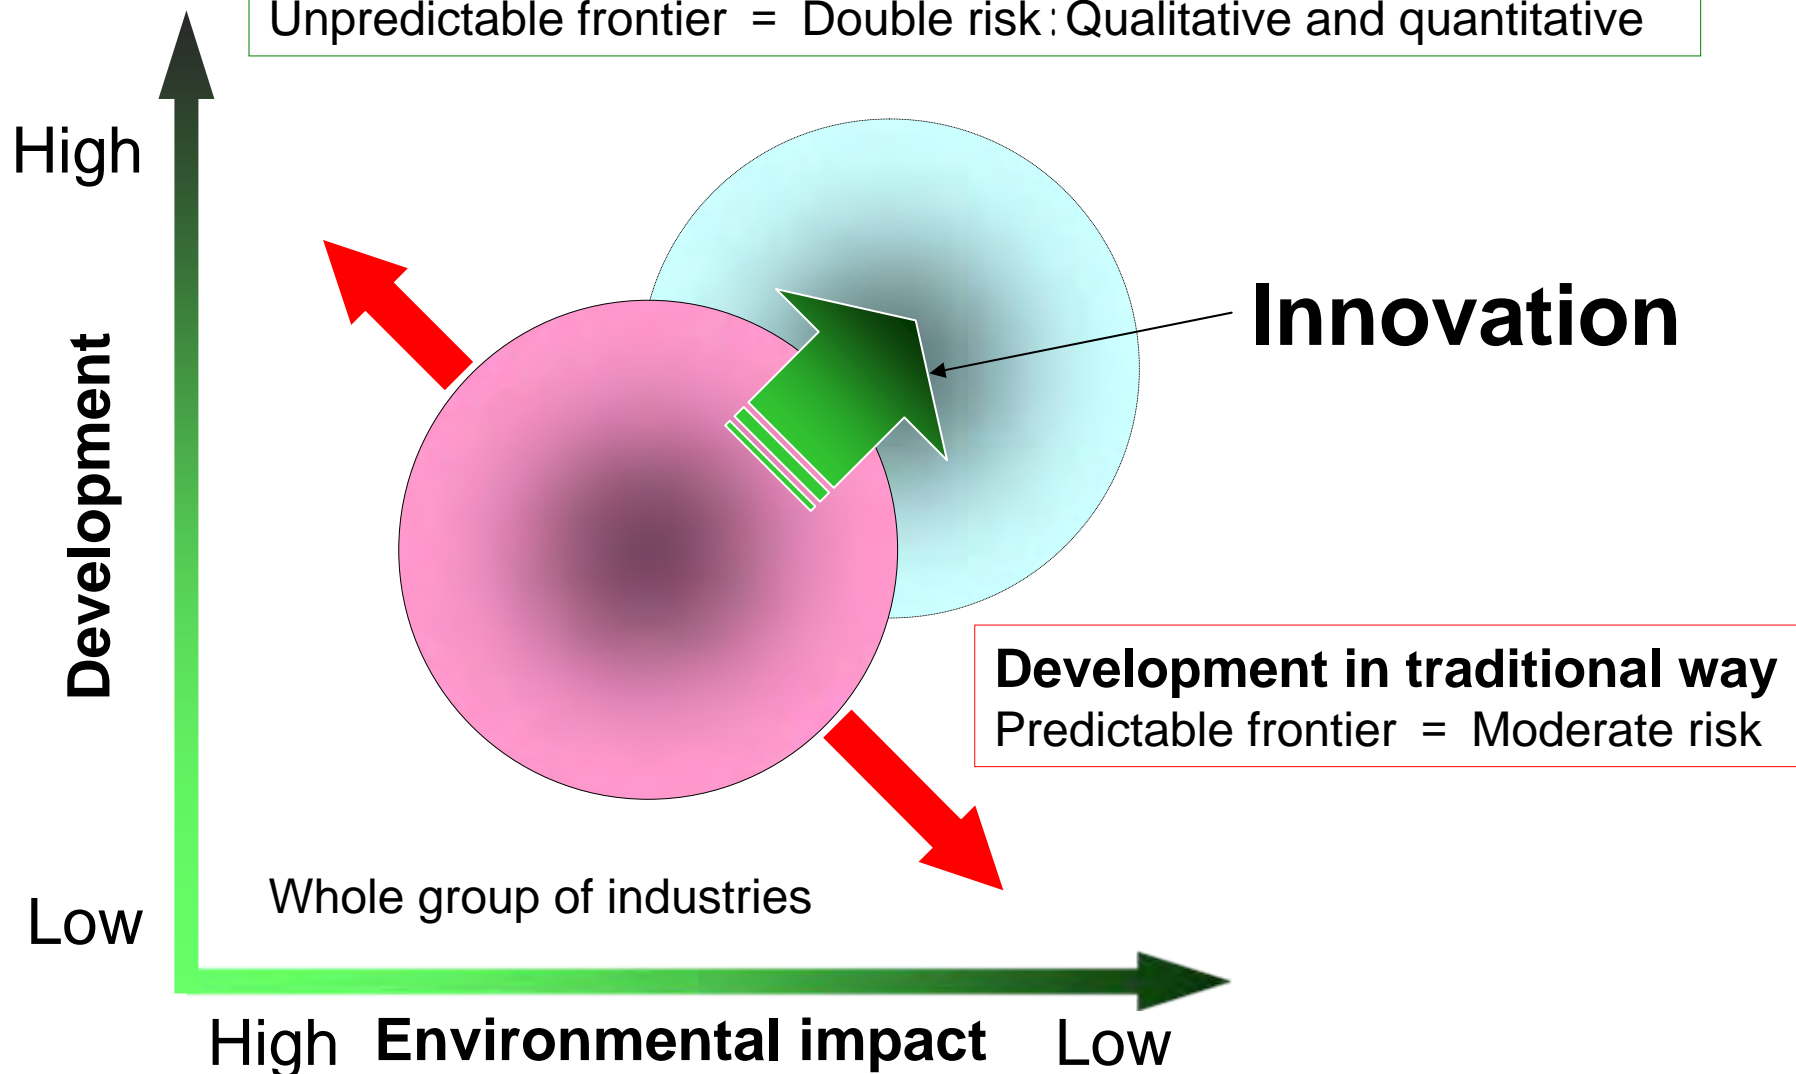 Unpredictable frontier = Double risk:Qualitative and quantitative
High
Innovation
Development
Development in traditional way
Predictable frontier = Moderate risk
Whole group of industries
Low
High Environmental impact Low